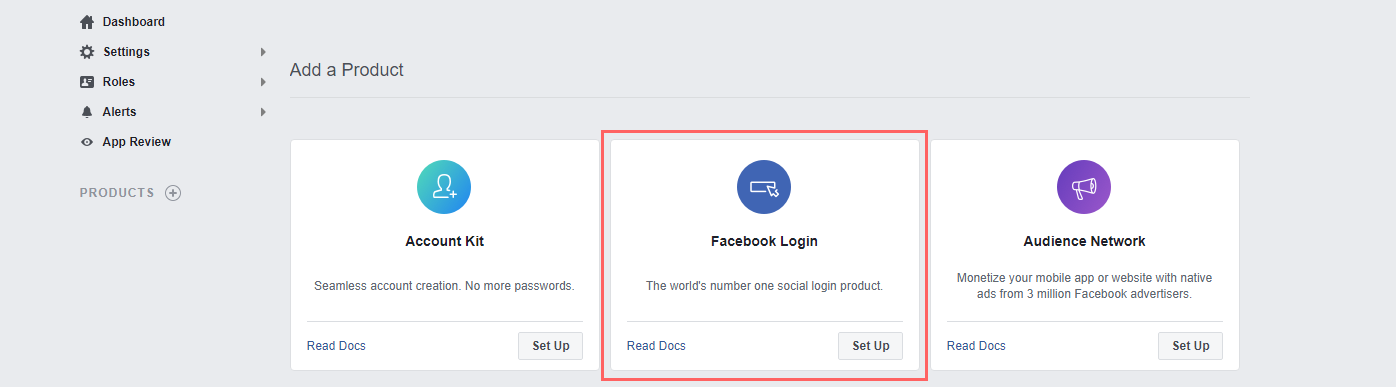 Dashboard
Settings
Roles
Alerts
App Review
PRODUCTS
Add a Product
Account Kit
Seamless account creation. No more passwords.
Read Docs
Set Up
Facebook Login
The world's number one social login product.
Read Docs
Set Up
Audience Network
Monetize your mobile app or website with native
ads from 3 million Facebook advertisers.
Read Docs
Set Up